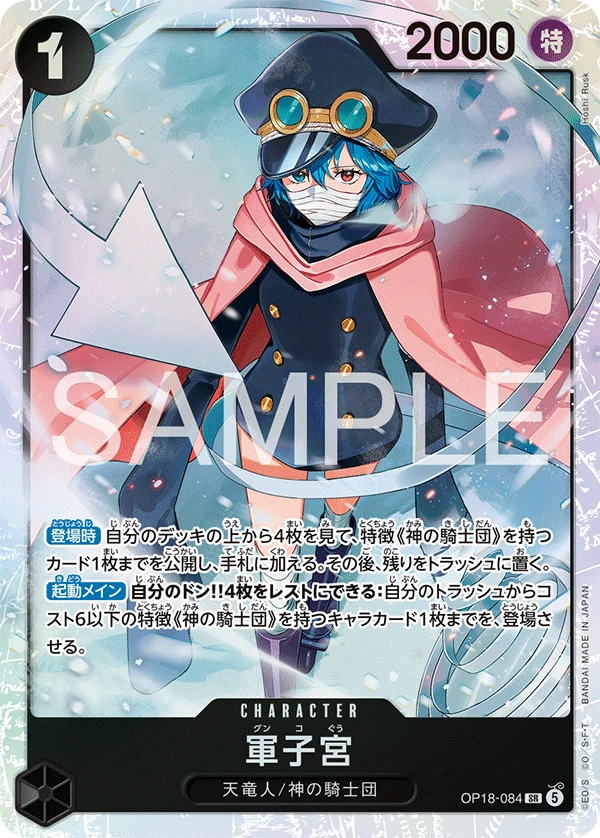 1
2000 特
Hoshi Rusk
SAMPLE
登場時 自分のデッキの上から4枚を見て、特徴《神の騎士団》を持つ
カード1枚までを公開し、手札に加える。その後、残りをトラッシュに置く。
起動メイン 自分のドン!!4枚をレストにできる：自分のトラッシュからコ
スト6以下の特徴《神の騎士団》を持つキャラカード1枚までを、登場さ
せる。
CHARACTER
グンコぐう
軍子宮
天竜人/神の騎士団
OP18-084 SR 5
©E.O/S ©O/S・F・T BANDAI MADE IN JAPAN